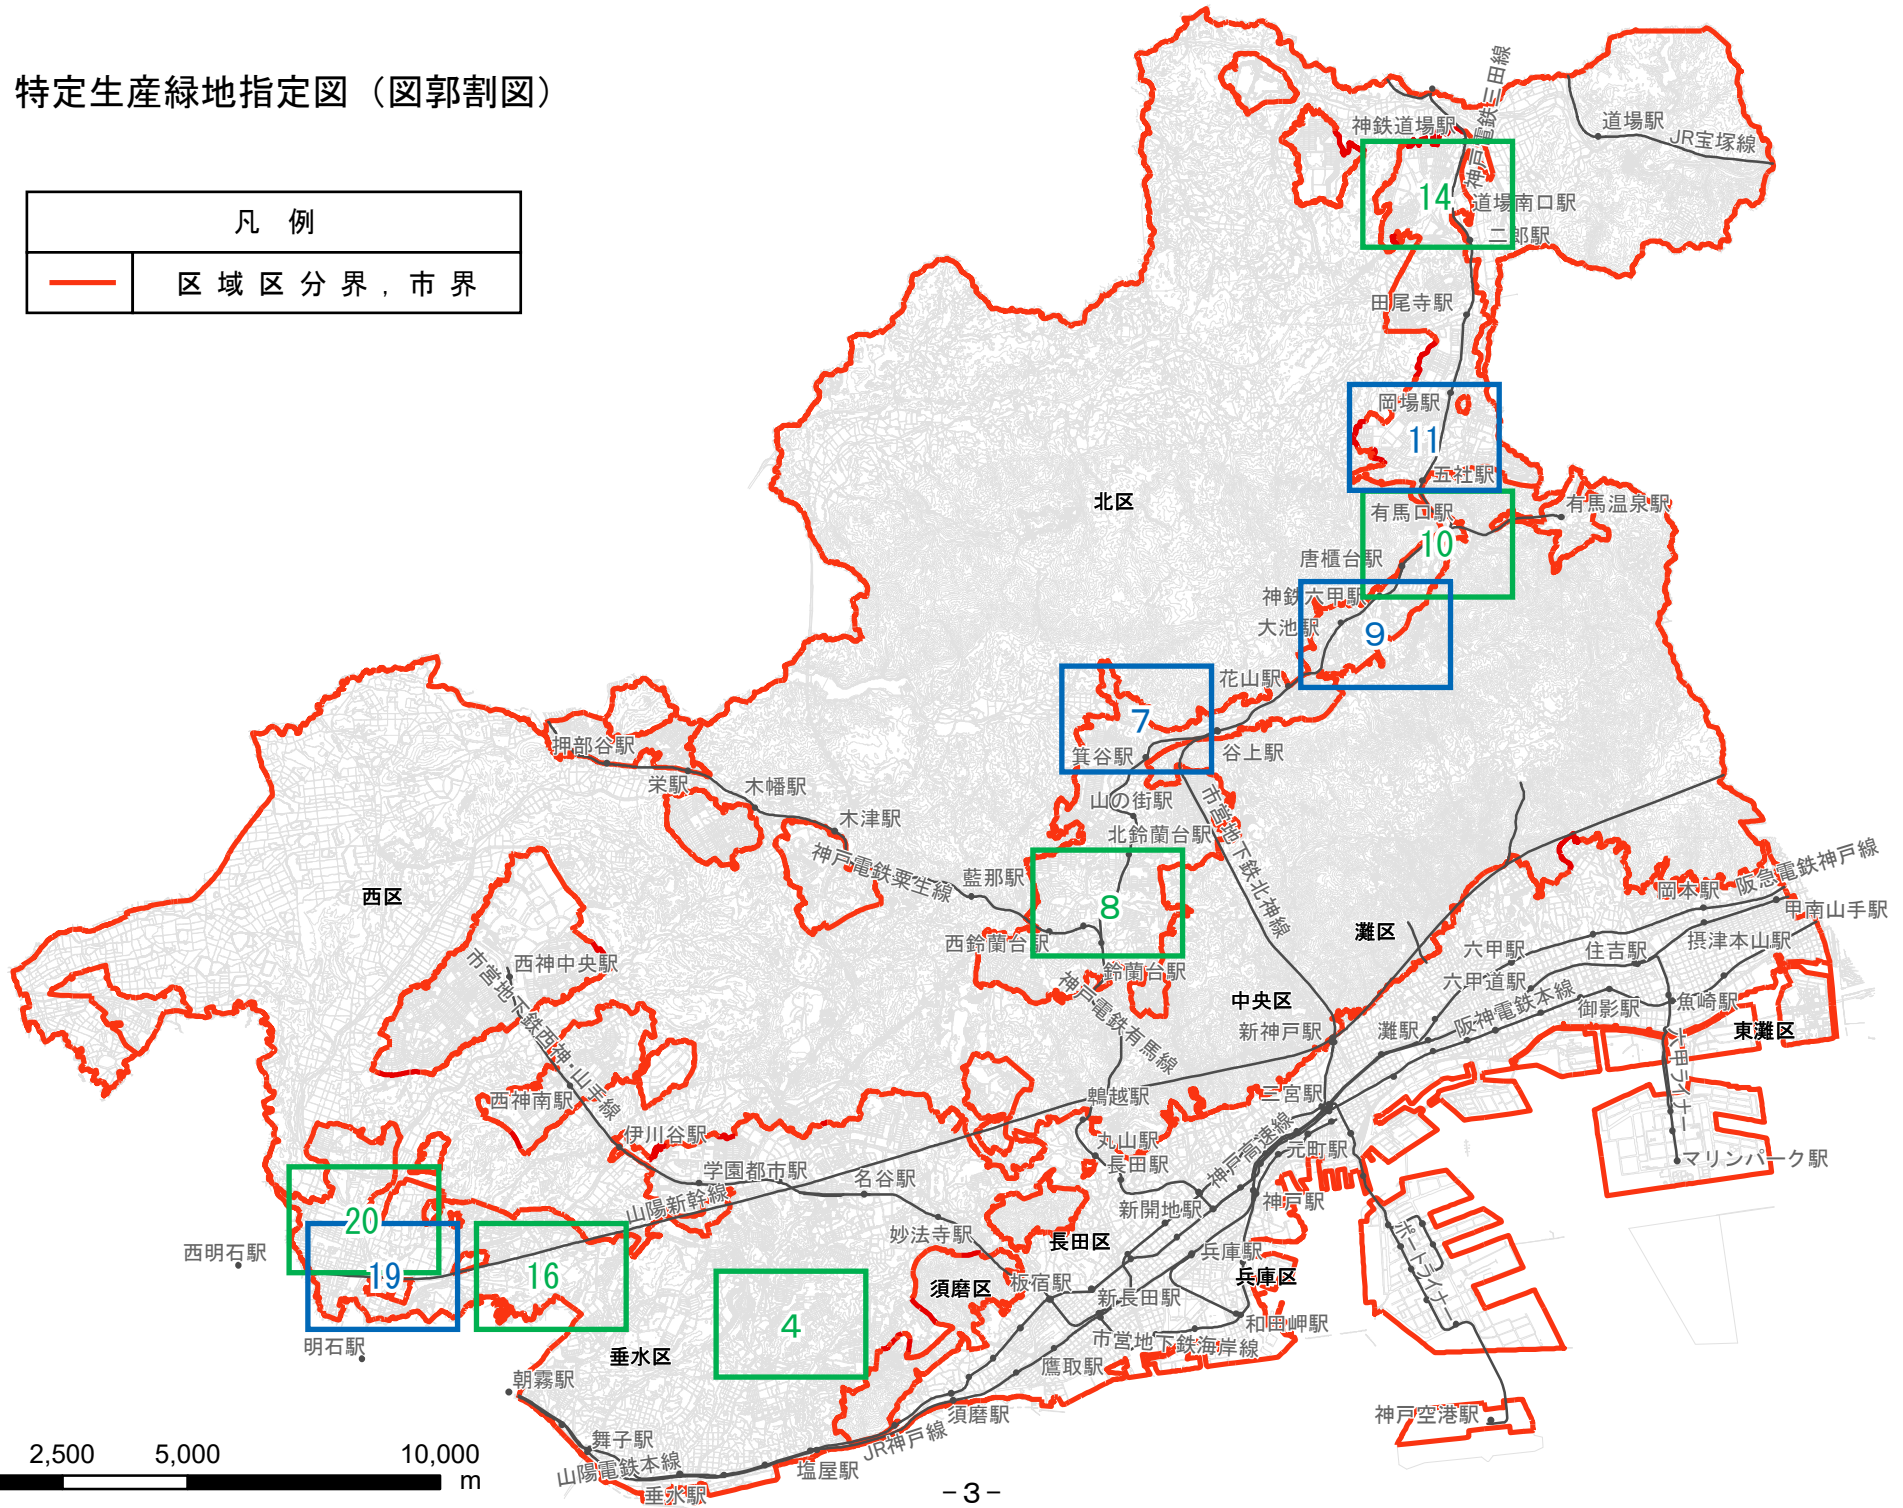 特定生産緑地指定図（図郭割図）
凡 例
区 域 区 分 界 , 市 界
神戸電鉄三田線
神鉄道場駅
道場駅
JR宝塚線
14
道場南口駅
二郎駅
田尾寺駅
岡場駅
11
五社駅
北区
有馬口駅
有馬温泉駅
10
唐櫃台駅
神鉄六甲駅
大池駅
9
花山駅
7
谷上駅
箕谷駅
押部谷駅
栄駅
木幡駅
木津駅
山の街駅
市営地下鉄北神線
北鈴蘭台駅
神戸電鉄粟生線
藍那駅
8
西区
西鈴蘭台駅
鈴蘭台駅
神戸電鉄有馬線
灘区
岡本駅
阪急電鉄神戸線
甲南山手駅
摂津本山駅
住吉駅
六甲駅
六甲道駅
西神中央駅
市営地下鉄西神・山手線
中央区
新神戸駅
灘駅
阪神電鉄本線
御影駅
魚崎駅
東灘区
六甲ライナー
西神南駅
伊川谷駅
鵯越駅
三宮駅
丸山駅
神戸高速線
元町駅
長田駅
マリンパーク駅
学園都市駅
名谷駅
山陽新幹線
新開地駅
神戸駅
20
妙法寺駅
長田区
西明石駅
19
16
兵庫駅
ポートライナー
須磨区
板宿駅
兵庫区
新長田駅
4
和田岬駅
市営地下鉄海岸線
明石駅
垂水区
鷹取駅
朝霧駅
須磨駅
神戸空港駅
舞子駅
JR神戸線
山陽電鉄本線
塩屋駅
垂水駅
2,500 5,000 10,000
m
-3-